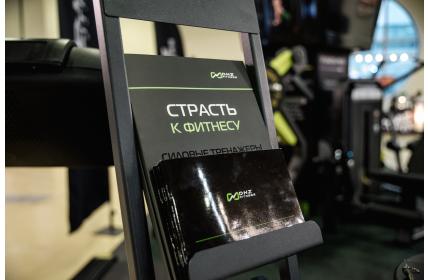 DHZ
FITNESS
СТРАСТЬ
К ФИТНЕСУ
СИЛОВЫЕ ТРЕНАЖЕРЫ
DHZ
FITNESS